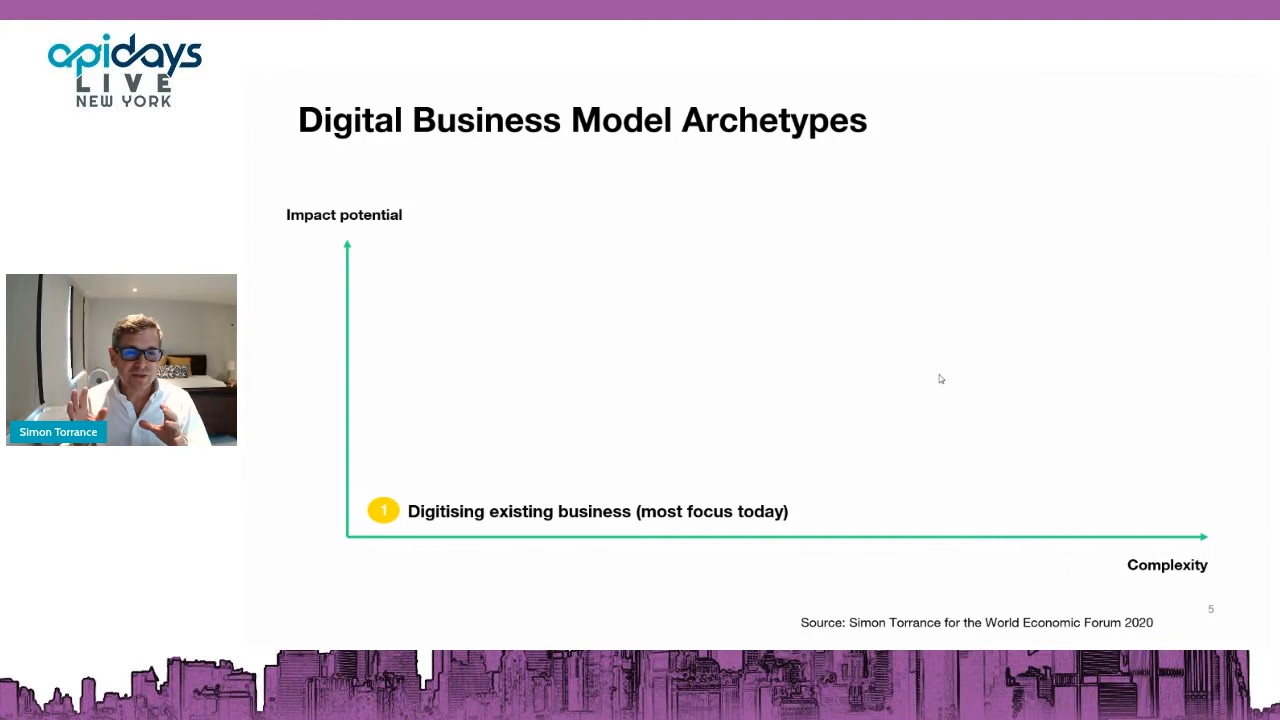 apidays
LIVE
NEW YORK
Digital Business Model Archetypes
Impact potential
Simon Torrance
1 Digitising existing business (most focus today)
Complexity
5
Source: Simon Torrance for the World Economic Forum 2020